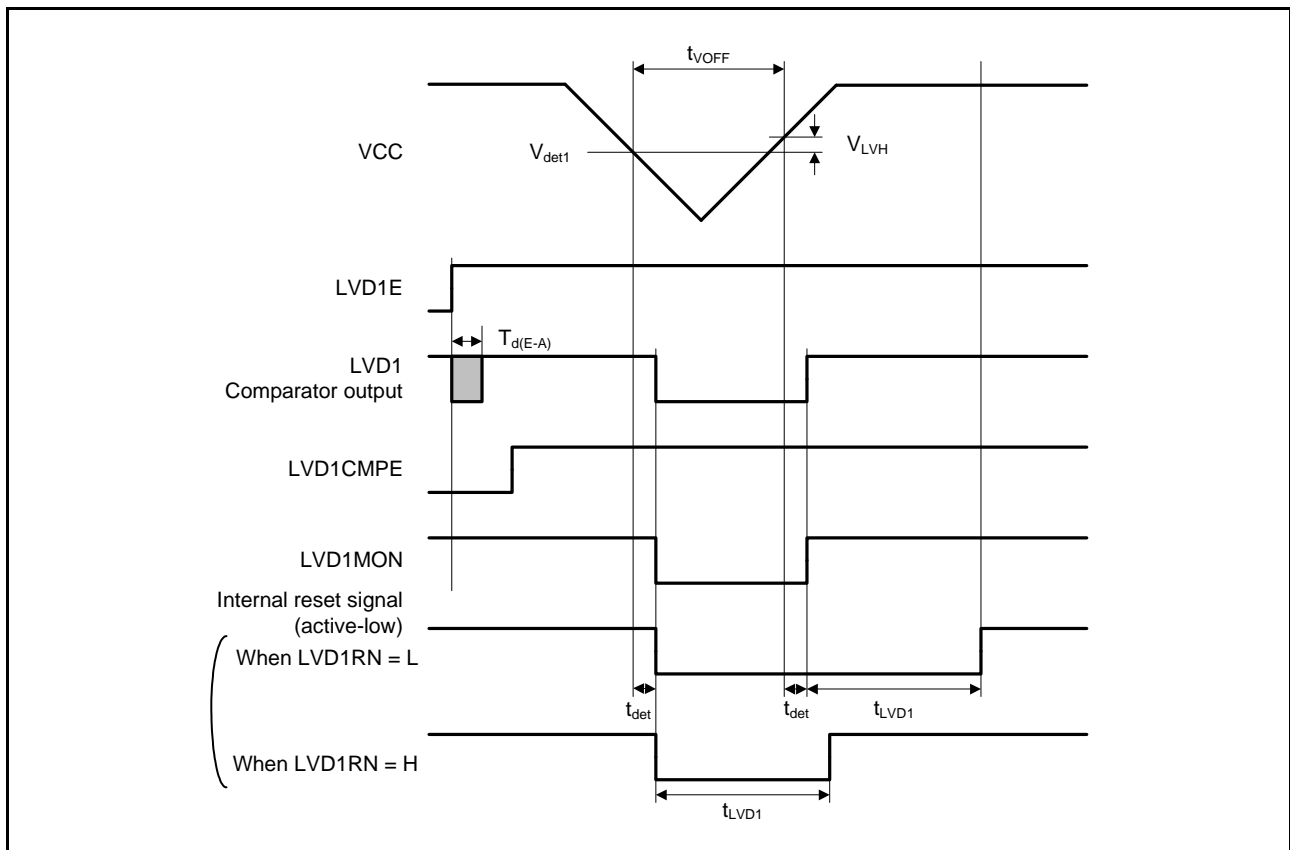 tVOFF
VCC
Vdet1
VLVH
LVD1E
Td(E-A)
LVD1
Comparator output
LVD1CMPE
LVD1MON
Internal reset signal
(active-low)
When LVD1RN = L
tdet
tdet
tLVD1
When LVD1RN = H
tLVD1